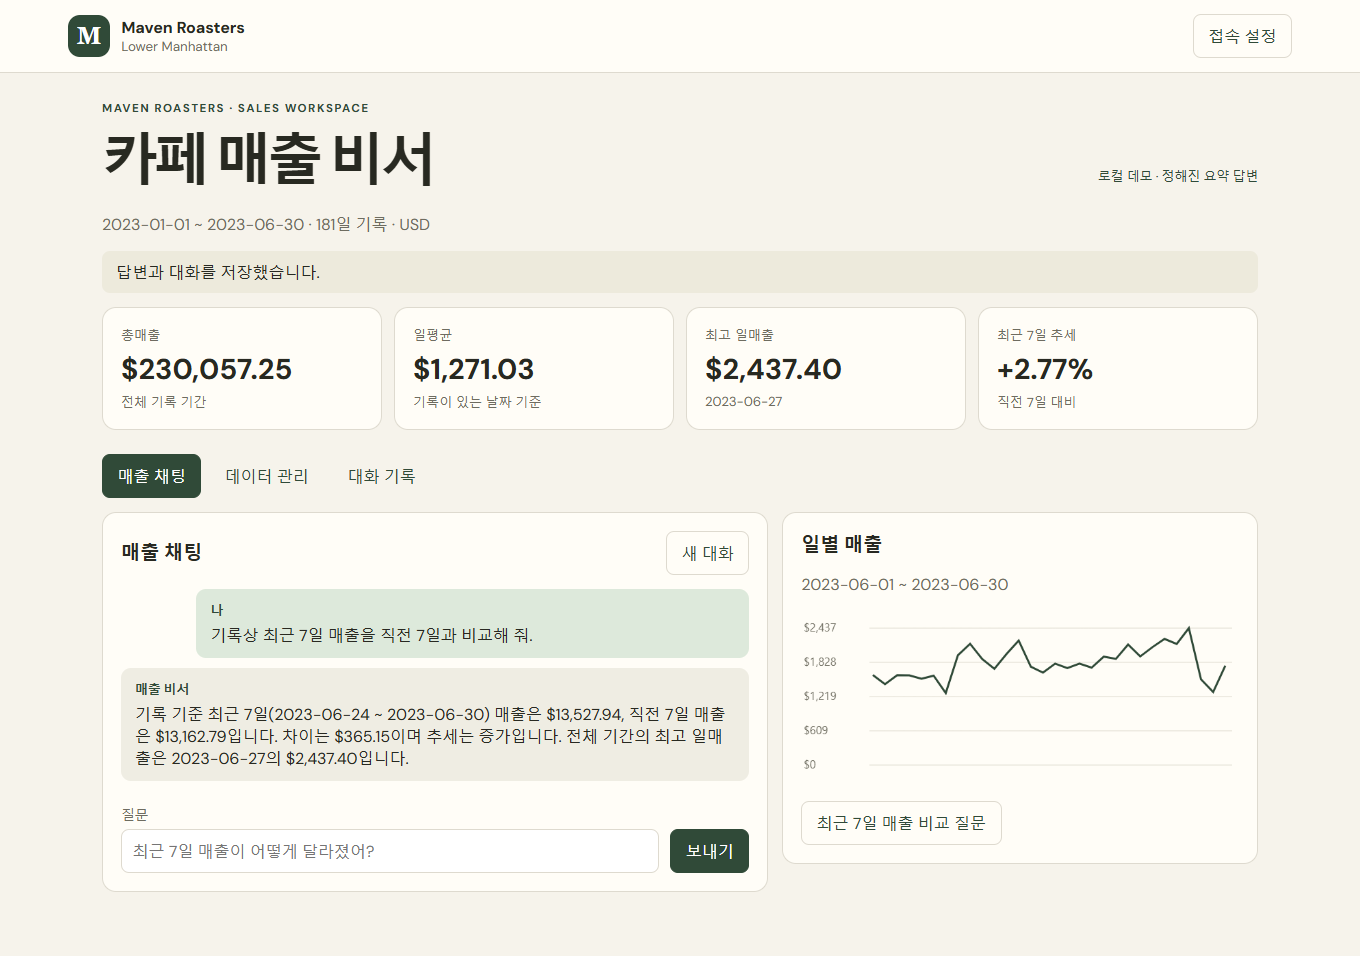 M
Maven Roasters
Lower Manhattan
접속 설정
MAVEN ROASTERS · SALES WORKSPACE
카페 매출 비서
로컬 데모 · 정해진 요약 답변
2023-01-01 ~ 2023-06-30 · 181일 기록 · USD
답변과 대화를 저장했습니다.
총매출
$230,057.25
전체 기록 기간
일평균
$1,271.03
기록이 있는 날짜 기준
최고 일매출
$2,437.40
2023-06-27
최근 7일 추세
+2.77%
직전 7일 대비
매출 채팅
데이터 관리
대화 기록
매출 채팅
새 대화
나
기록상 최근 7일 매출을 직전 7일과 비교해 줘.
매출 비서
기록 기준 최근 7일(2023-06-24 ~ 2023-06-30) 매출은 $13,527.94, 직전 7일 매출
은 $13,162.79입니다. 차이는 $365.15이며 추세는 증가입니다. 전체 기간의 최고 일매
출은 2023-06-27의 $2,437.40입니다.
질문
최근 7일 매출이 어떻게 달라졌어?
보내기
일별 매출
2023-06-01 ~ 2023-06-30
$2,437
$1,828
$1,219
$609
$0
최근 7일 매출 비교 질문